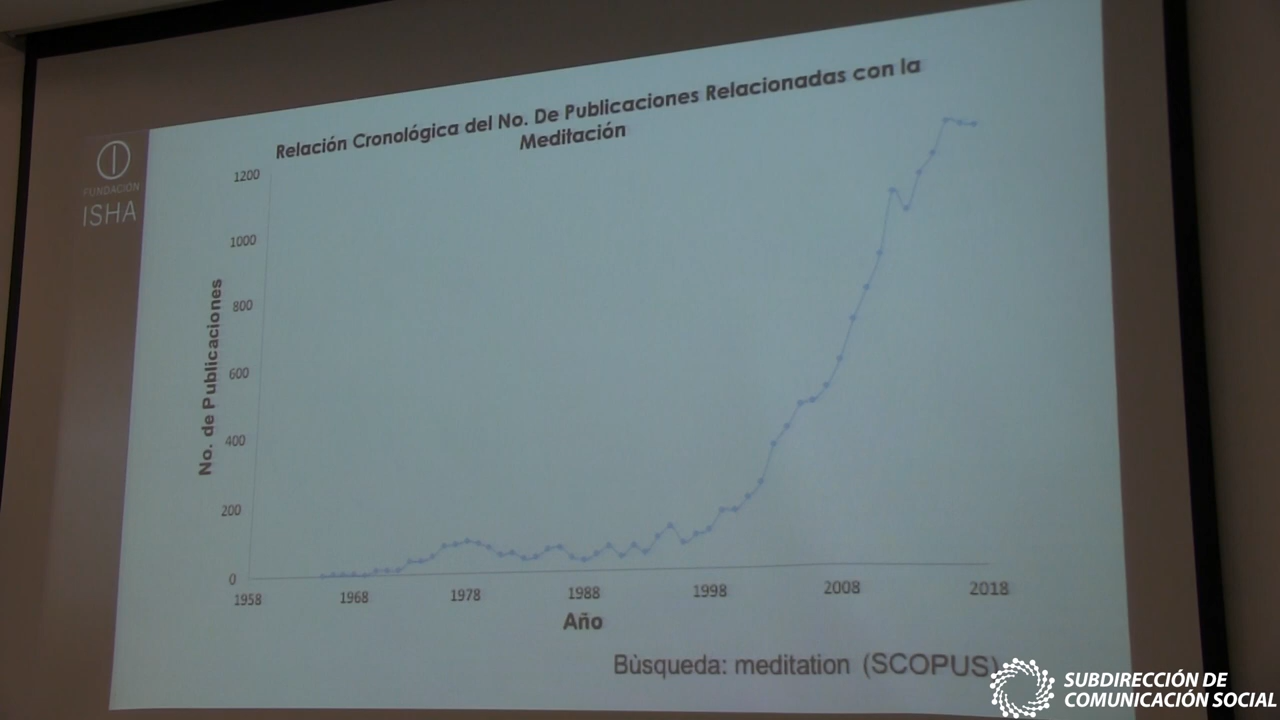 Relación Cronológica del No. De Publicaciones Relacionadas con la
Meditación
FUNDACIÓN
ISHA
1200
1000
800
600
400
200
0
No. de Publicaciones
1958
1968
1978
1988
1998
2008
2018
Año
Bùsqueda: meditation (SCOPUS)
SUBDIRECCIÓN DE
COMUNICACIÓN SOCIAL